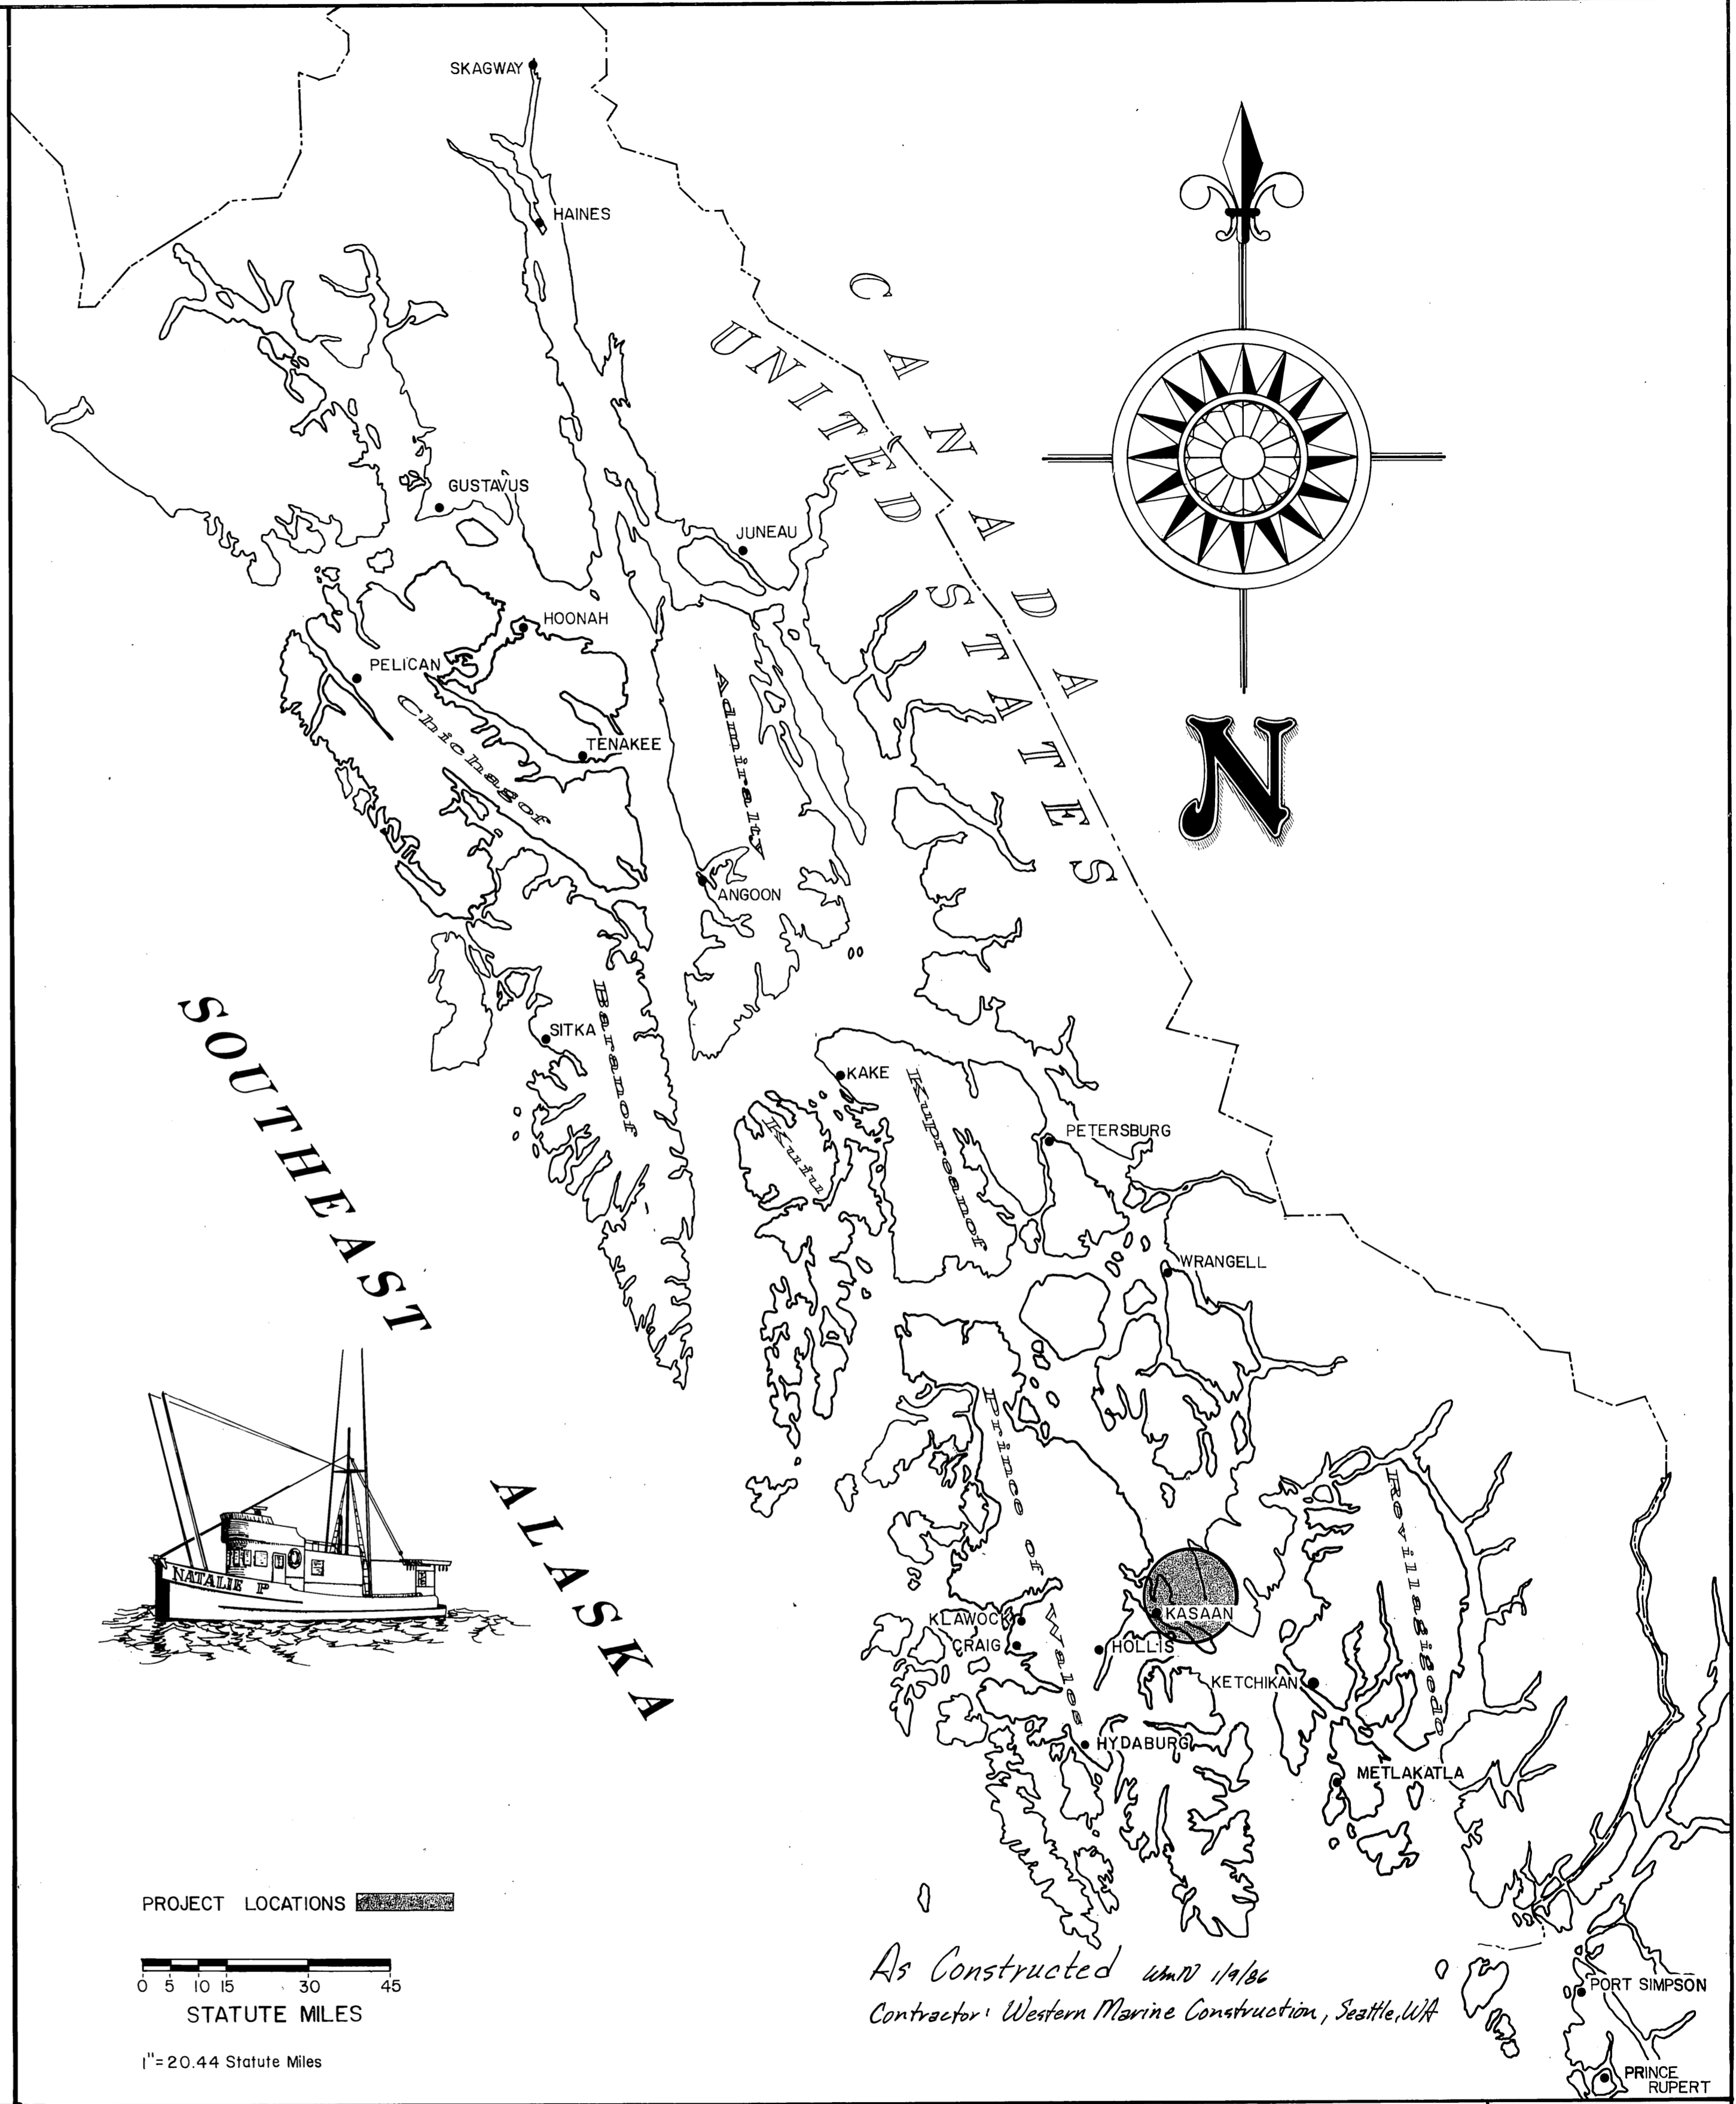 SKAGWAY
HAINES
CANADA
UNITED STATES
GUSTAVUS
JUNEAU
HOONAH
PELICAN
Chichagof
Admiralty
TENAKEE
N
ANGOON
SOUTHEAST
ALASKA
Baranof
SITKA
KAKE
Kupreanof
Kuiu
PETERSBURG
WRANGELL
Prince of Wales
Revillagigedo
NATALIE P
KLAWOCK
KASAAN
CRAIG
HOLLIS
KETCHIKAN
HYDABURG
METLAKATLA
PROJECT LOCATIONS
0 5 10 15 30 45
STATUTE MILES
1"=20.44 Statute Miles
As Constructed 1/9/86
Contractor: Western Marine Construction, Seattle, WA
PORT SIMPSON
PRINCE
RUPERT